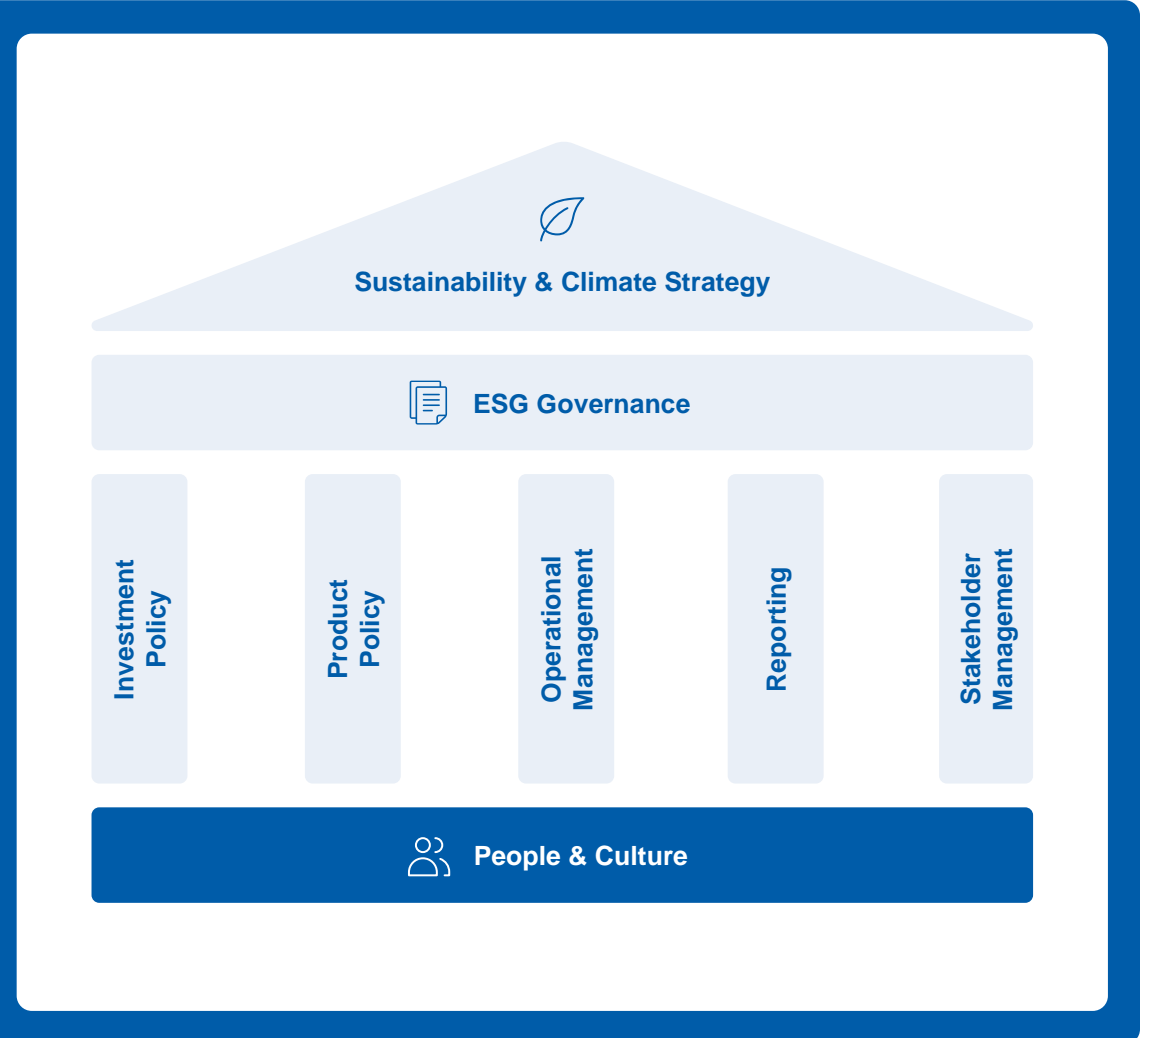 Sustainability & Climate Strategy
ESG Governance
Investment
Policy
Product
Policy
Operational
Management
Reporting
Stakeholder
Management
People & Culture